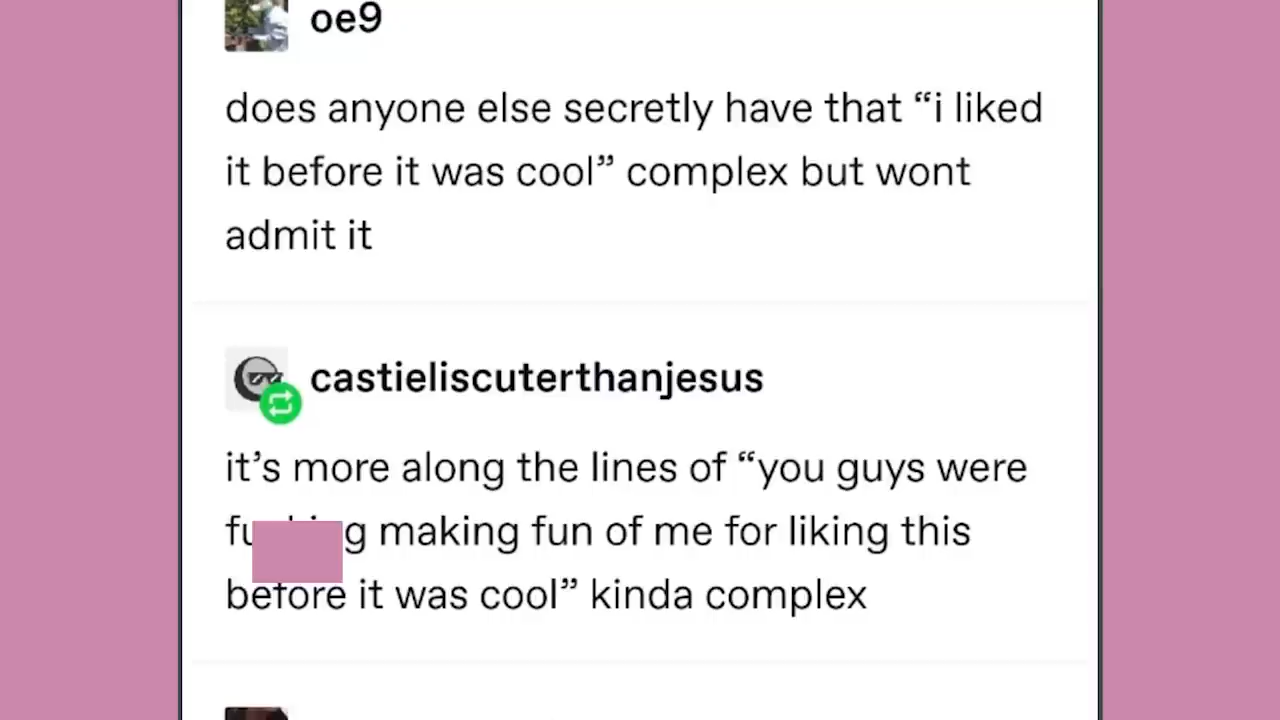 oe9
does anyone else secretly have that “i liked
it before it was cool” complex but wont
admit it
castieliscuterthanjesus
it’s more along the lines of “you guys were
making fun of me for liking this
before it was cool” kinda complex